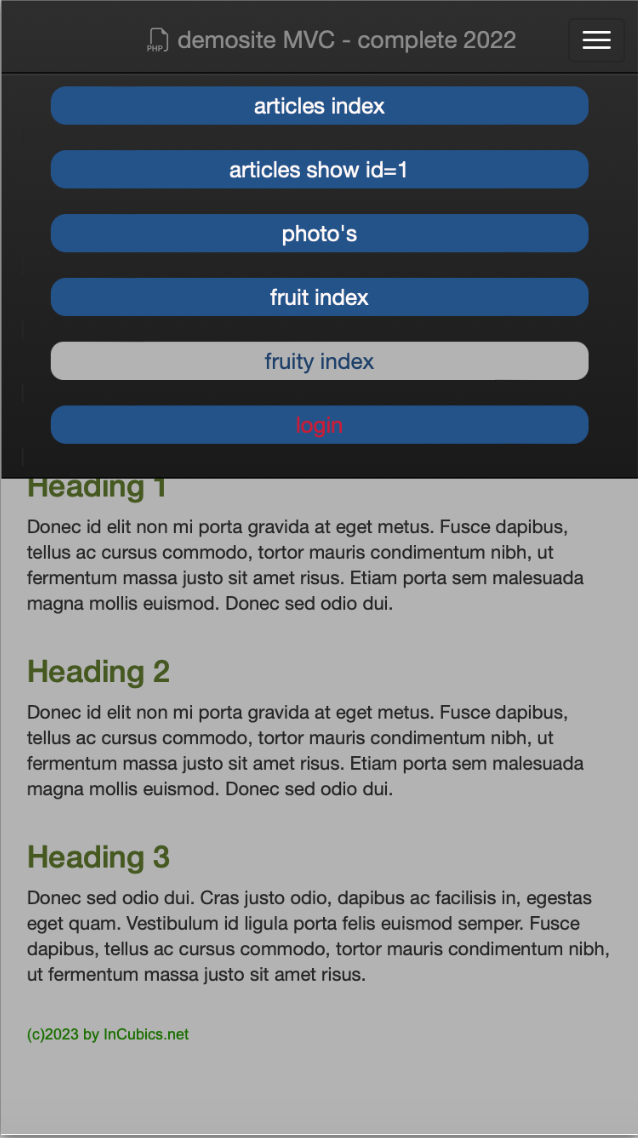 PHP demosite MVC - complete 2022
articles index
articles show id=1
photo's
fruit index
fruity index
login
Heading 1
Donec id elit non mi porta gravida at eget metus. Fusce dapibus,
tellus ac cursus commodo, tortor mauris condimentum nibh, ut
fermentum massa justo sit amet risus. Etiam porta sem malesuada
magna mollis euismod. Donec sed odio dui.
Heading 2
Donec id elit non mi porta gravida at eget metus. Fusce dapibus,
tellus ac cursus commodo, tortor mauris condimentum nibh, ut
fermentum massa justo sit amet risus. Etiam porta sem malesuada
magna mollis euismod. Donec sed odio dui.
Heading 3
Donec sed odio dui. Cras justo odio, dapibus ac facilisis in, egestas
eget quam. Vestibulum id ligula porta felis euismod semper. Fusce
dapibus, tellus ac cursus commodo, tortor mauris condimentum nibh,
ut fermentum massa justo sit amet risus.
(c)2023 by InCubics.net